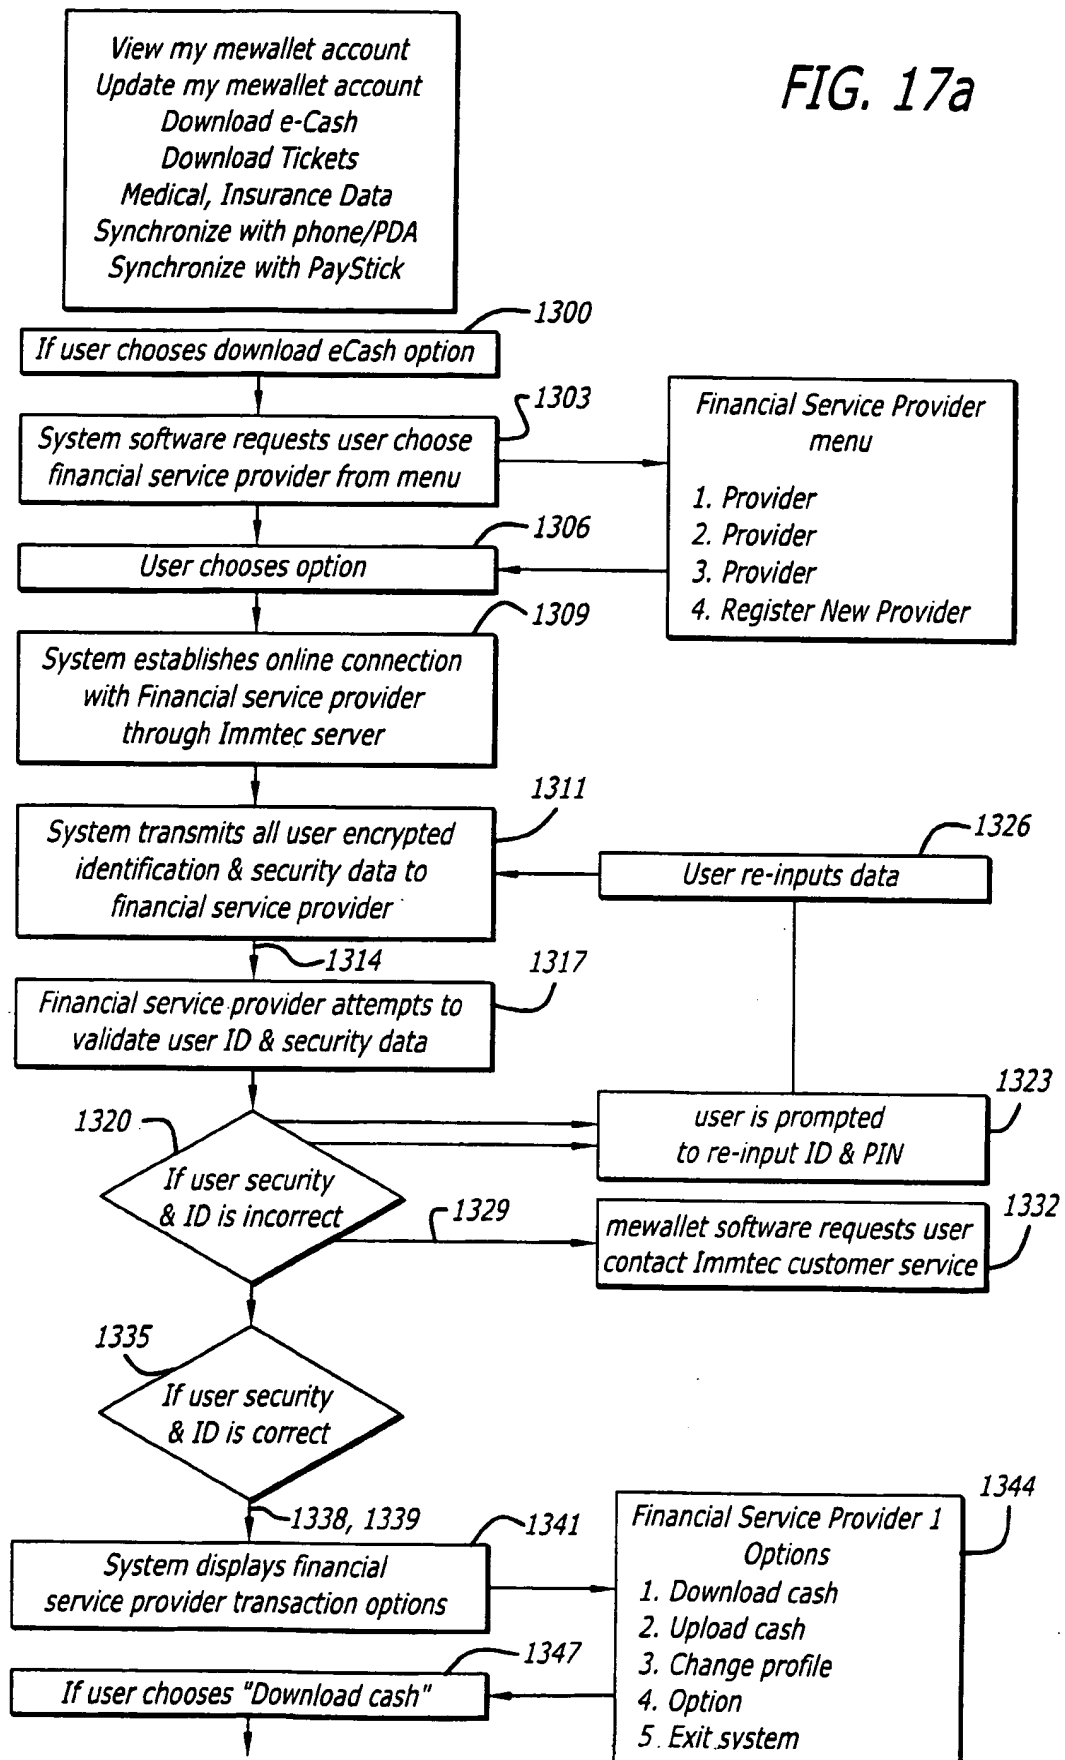 View my mewallet account
Update my mewallet account
Download e-Cash
Download Tickets
Medical, Insurance Data
Synchronize with phone/PDA
Synchronize with PayStick
FIG. 17a
1300
If user chooses download eCash option
1303
System software requests user choose
financial service provider from menu
Financial Service Provider
menu
1. Provider
2. Provider
3. Provider
4. Register New Provider
1306
User chooses option
1309
System establishes online connection
with Financial service provider
through Immtec server
1311
System transmits all user encrypted
identification & security data to
financial service provider
1326
User re-inputs data
1314
1317
Financial service provider attempts to
validate user ID & security data
1320
If user security
& ID is incorrect
1323
user is prompted
to re-input ID & PIN
1329
1332
mewallet software requests user
contact Immtec customer service
1335
If user security
& ID is correct
1338, 1339
1341
System displays financial
service provider transaction options
1344
Financial Service Provider 1
Options
1. Download cash
2. Upload cash
3. Change profile
4. Option
5. Exit system
1347
If user chooses "Download cash"